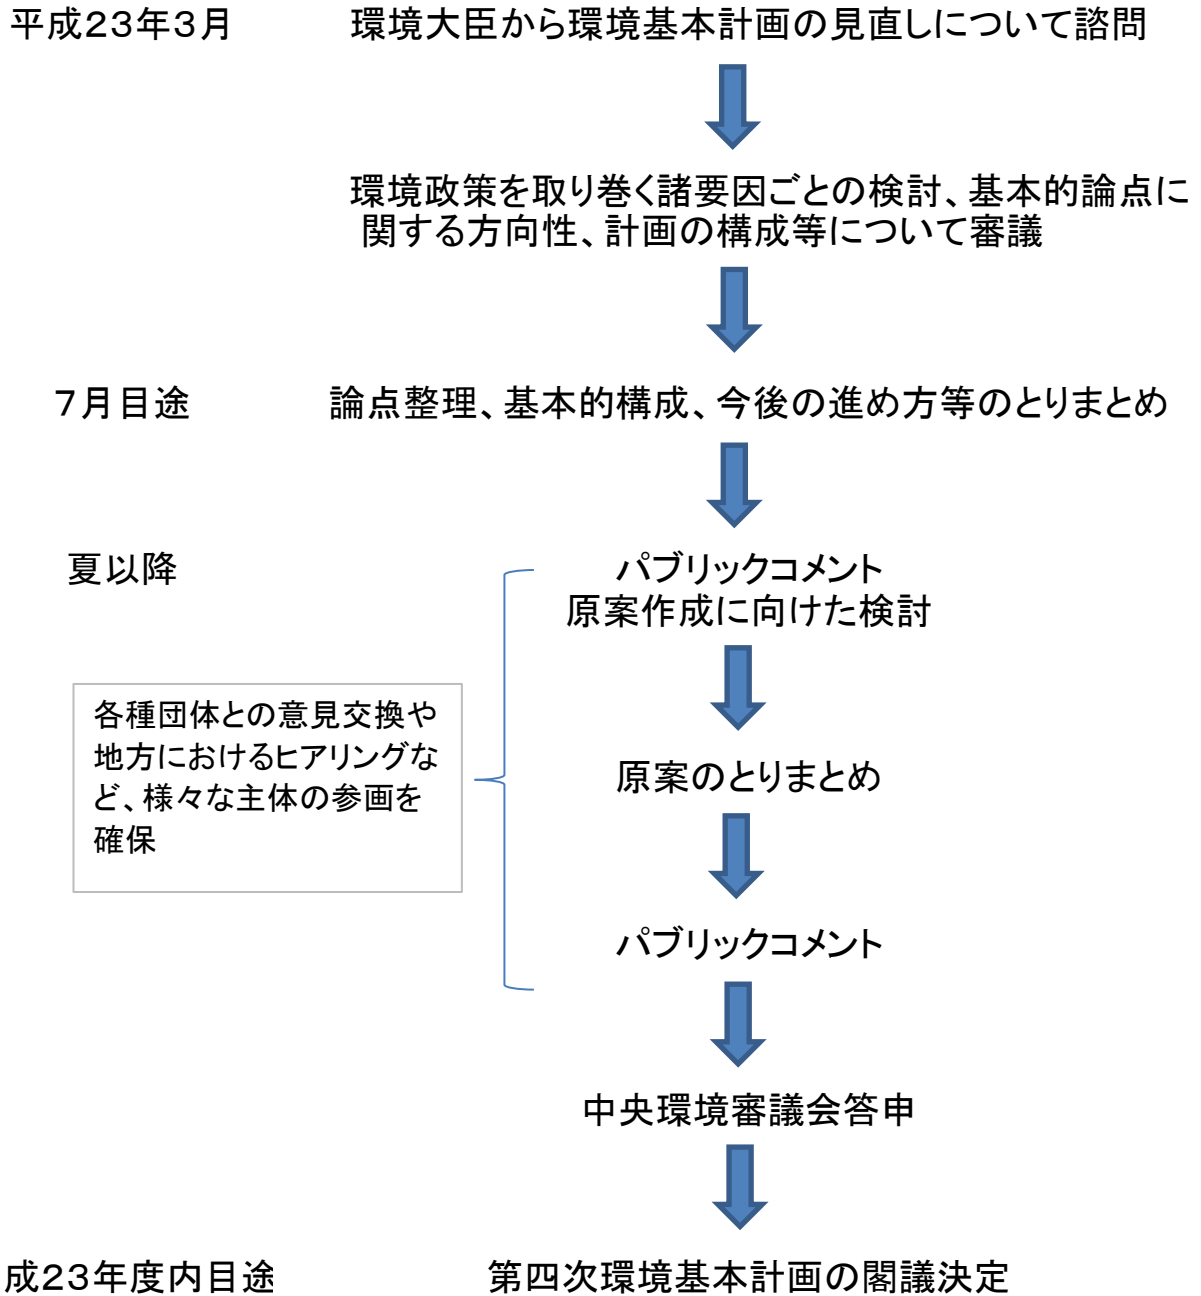 平成23年3月 環境大臣から環境基本計画の見直しについて諮問
環境政策を取り巻く諸要因ごとの検討、基本的論点に
関する方向性、計画の構成等について審議
7月目途 論点整理、基本的構成、今後の進め方等のとりまとめ
夏以降 パブリックコメント
原案作成に向けた検討
各種団体との意見交換や
地方におけるヒアリングな
ど、様々な主体の参画を
確保
原案のとりまとめ
パブリックコメント
中央環境審議会答申
成23年度内目途 第四次環境基本計画の閣議決定